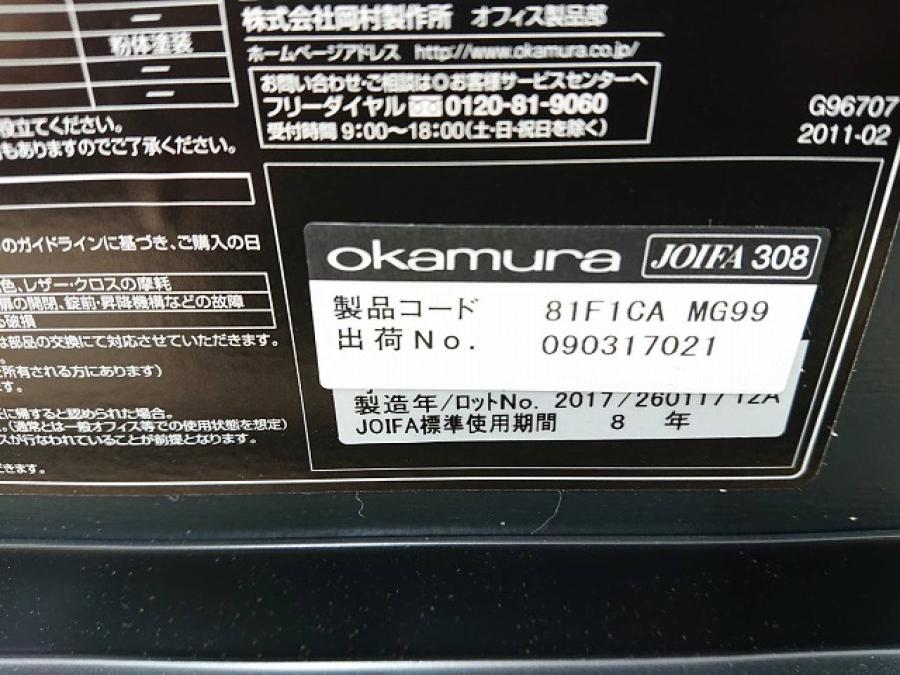 株式会社岡村製作所 オフィス製品部
粉体塗装
ホームページアドレス http://www.okamura.co.jp/
お問い合わせ・ご相談はお客様サービスセンターへ
フリーダイヤル 0120-81-9060
受付時間 9:00～18:00(土・日・祝日を除く)
G96707
2011-02
役立てください。
もありますのでご了承ください。
のガイドラインに基づき、ご購入の日
色、レザー・クロスの摩耗
扉の開閉、錠前・昇降機構などの故障
破損
は部品の交換にて対応させていただきます。
所有される方にあります)
ます。
に帰すると認められた場合。
(通常とは一般オフィス等での使用状態を想定)
スが行なわれていることが前提となります。
だきます。
okamura JOIFA 308
製品コード 81F1CA MG99
出荷No. 090317021
製造年/ロットNo. 2017/26011712A
JOIFA標準使用期間 8 年